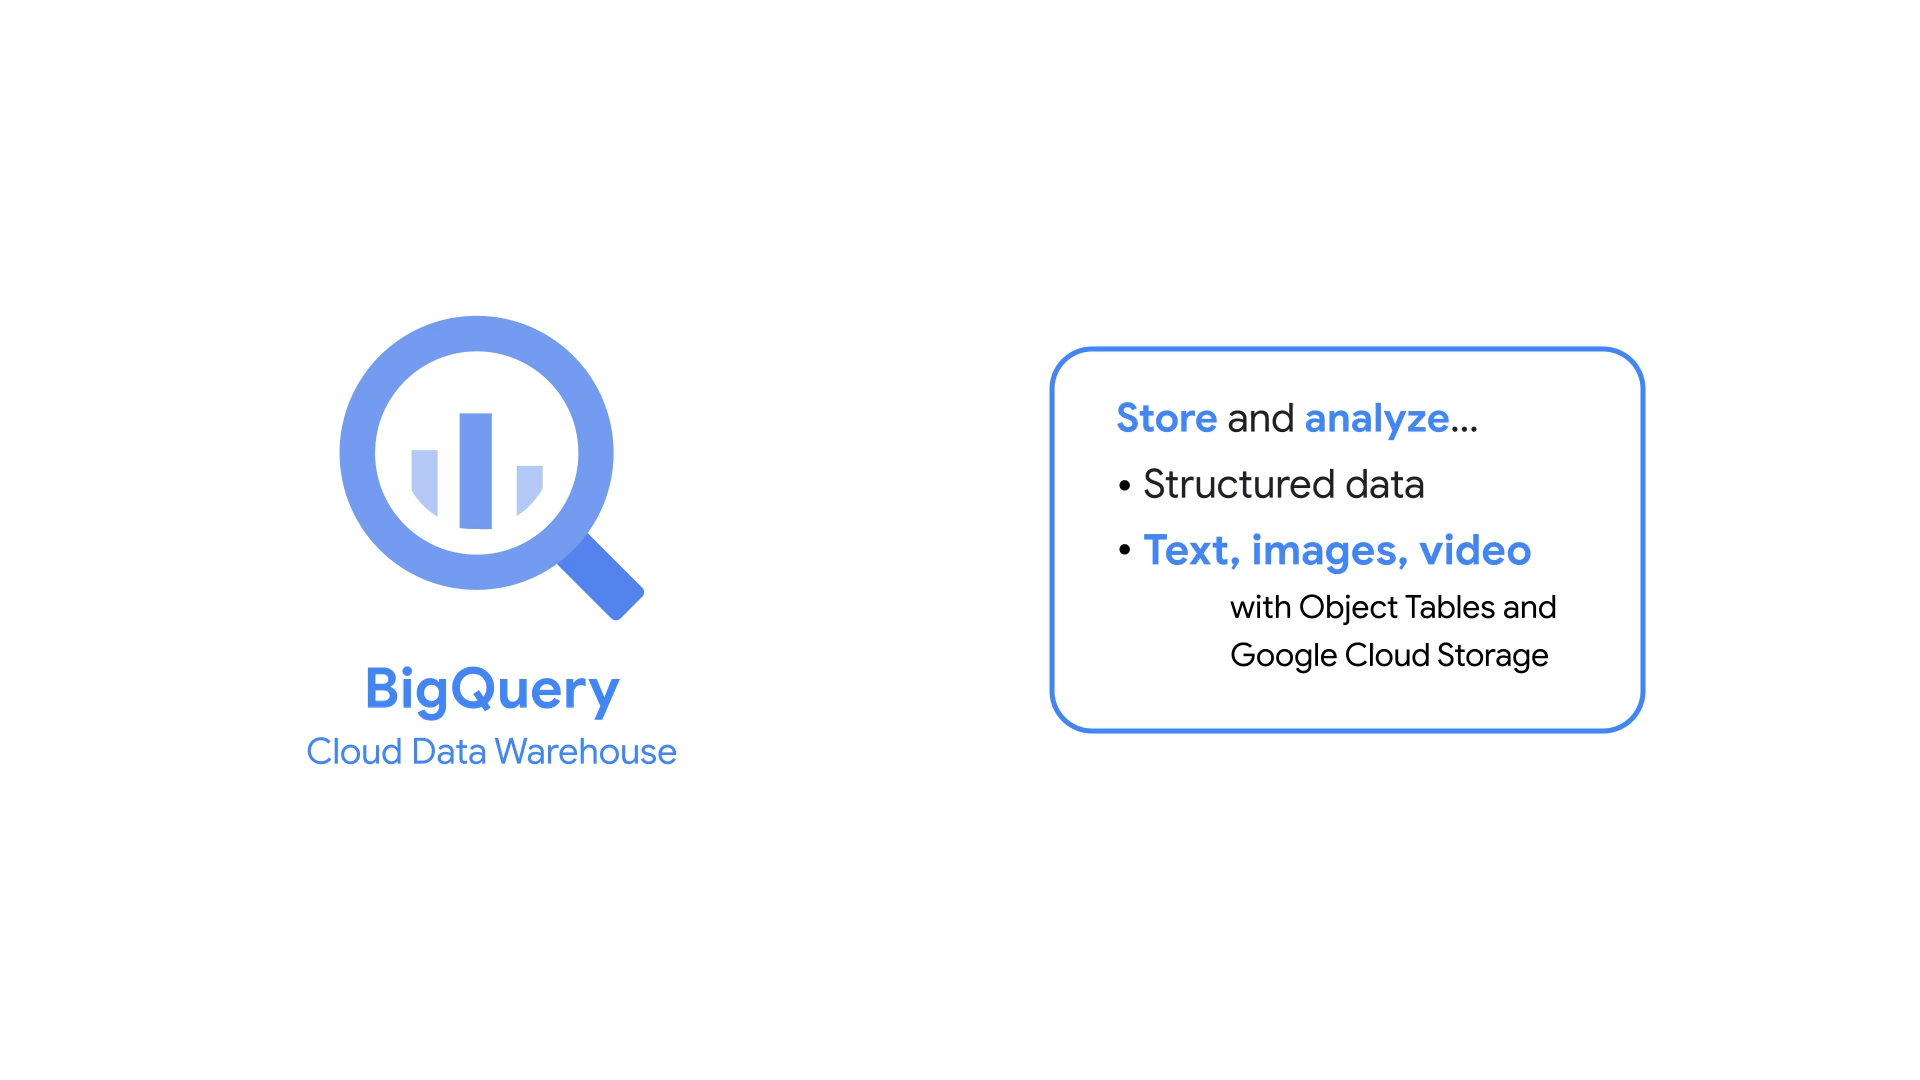 BigQuery
Cloud Data Warehouse
Store and analyze...
• Structured data
• Text, images, video
with Object Tables and
Google Cloud Storage